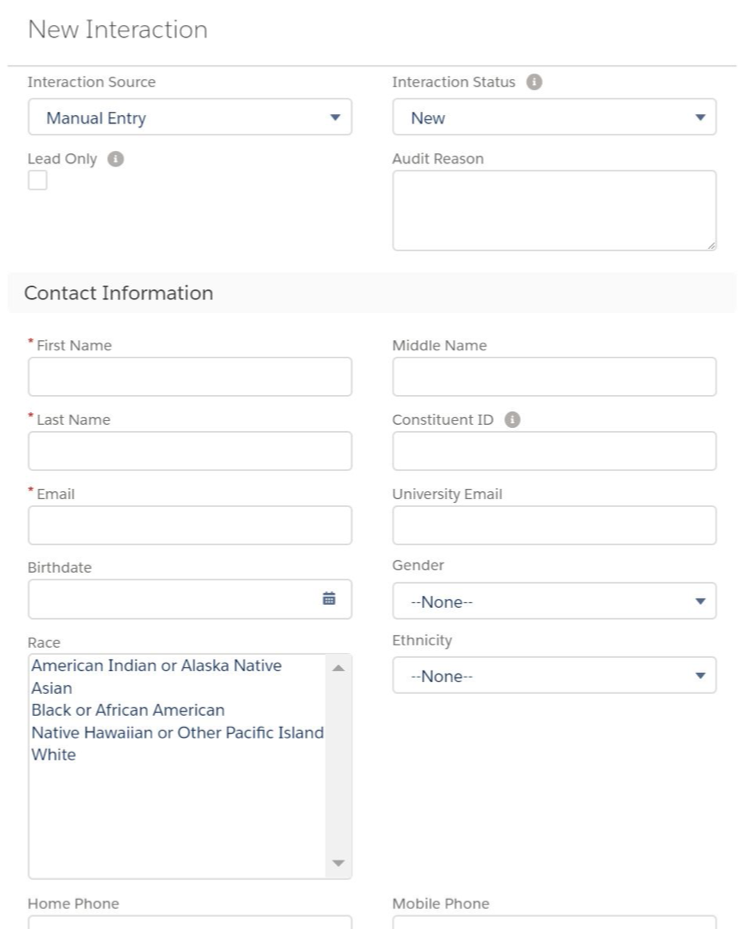 New Interaction
Interaction Source
Interaction Status
Manual Entry
New
Lead Only
Audit Reason
Contact Information
* First Name
Middle Name
* Last Name
Constituent ID
* Email
University Email
Birthdate
Gender
--None--
Race
Ethnicity
American Indian or Alaska Native
--None--
Asian
Black or African American
Native Hawaiian or Other Pacific Island
White
Home Phone
Mobile Phone